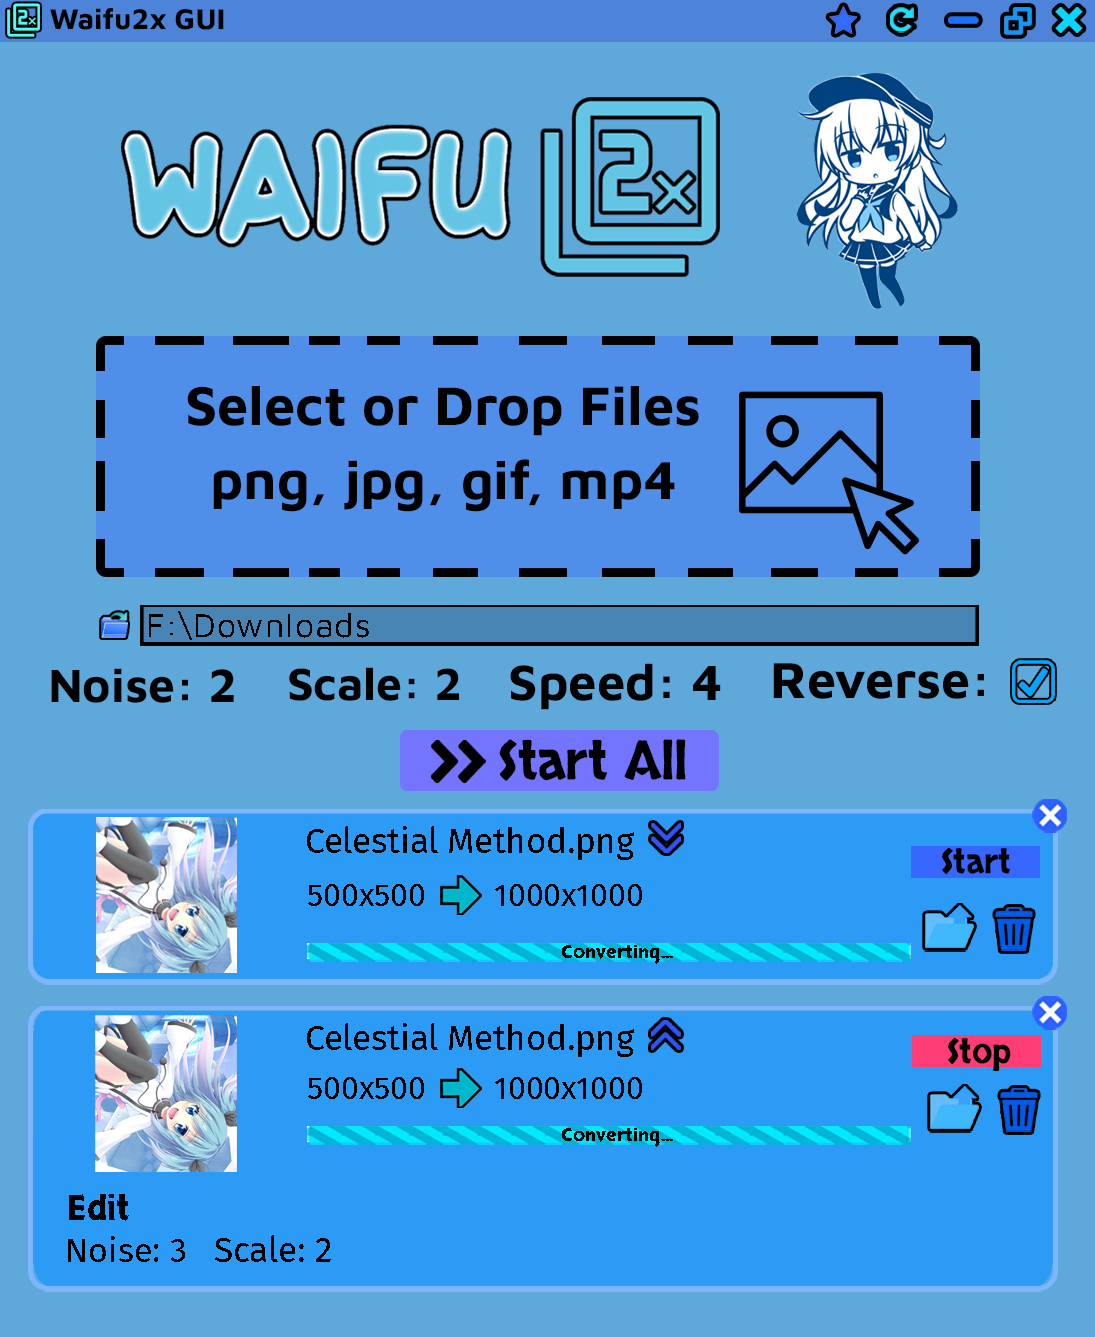 Waifu2x GUI
WAIFU 2x
Select or Drop Files
png, jpg, gif, mp4
F:\Downloads
Noise: 2 Scale: 2 Speed: 4 Reverse:
Start All
Celestial Method.png
Start
500x500 1000x1000
Converting...
Celestial Method.png
Stop
500x500 1000x1000
Converting...
Edit
Noise: 3 Scale: 2